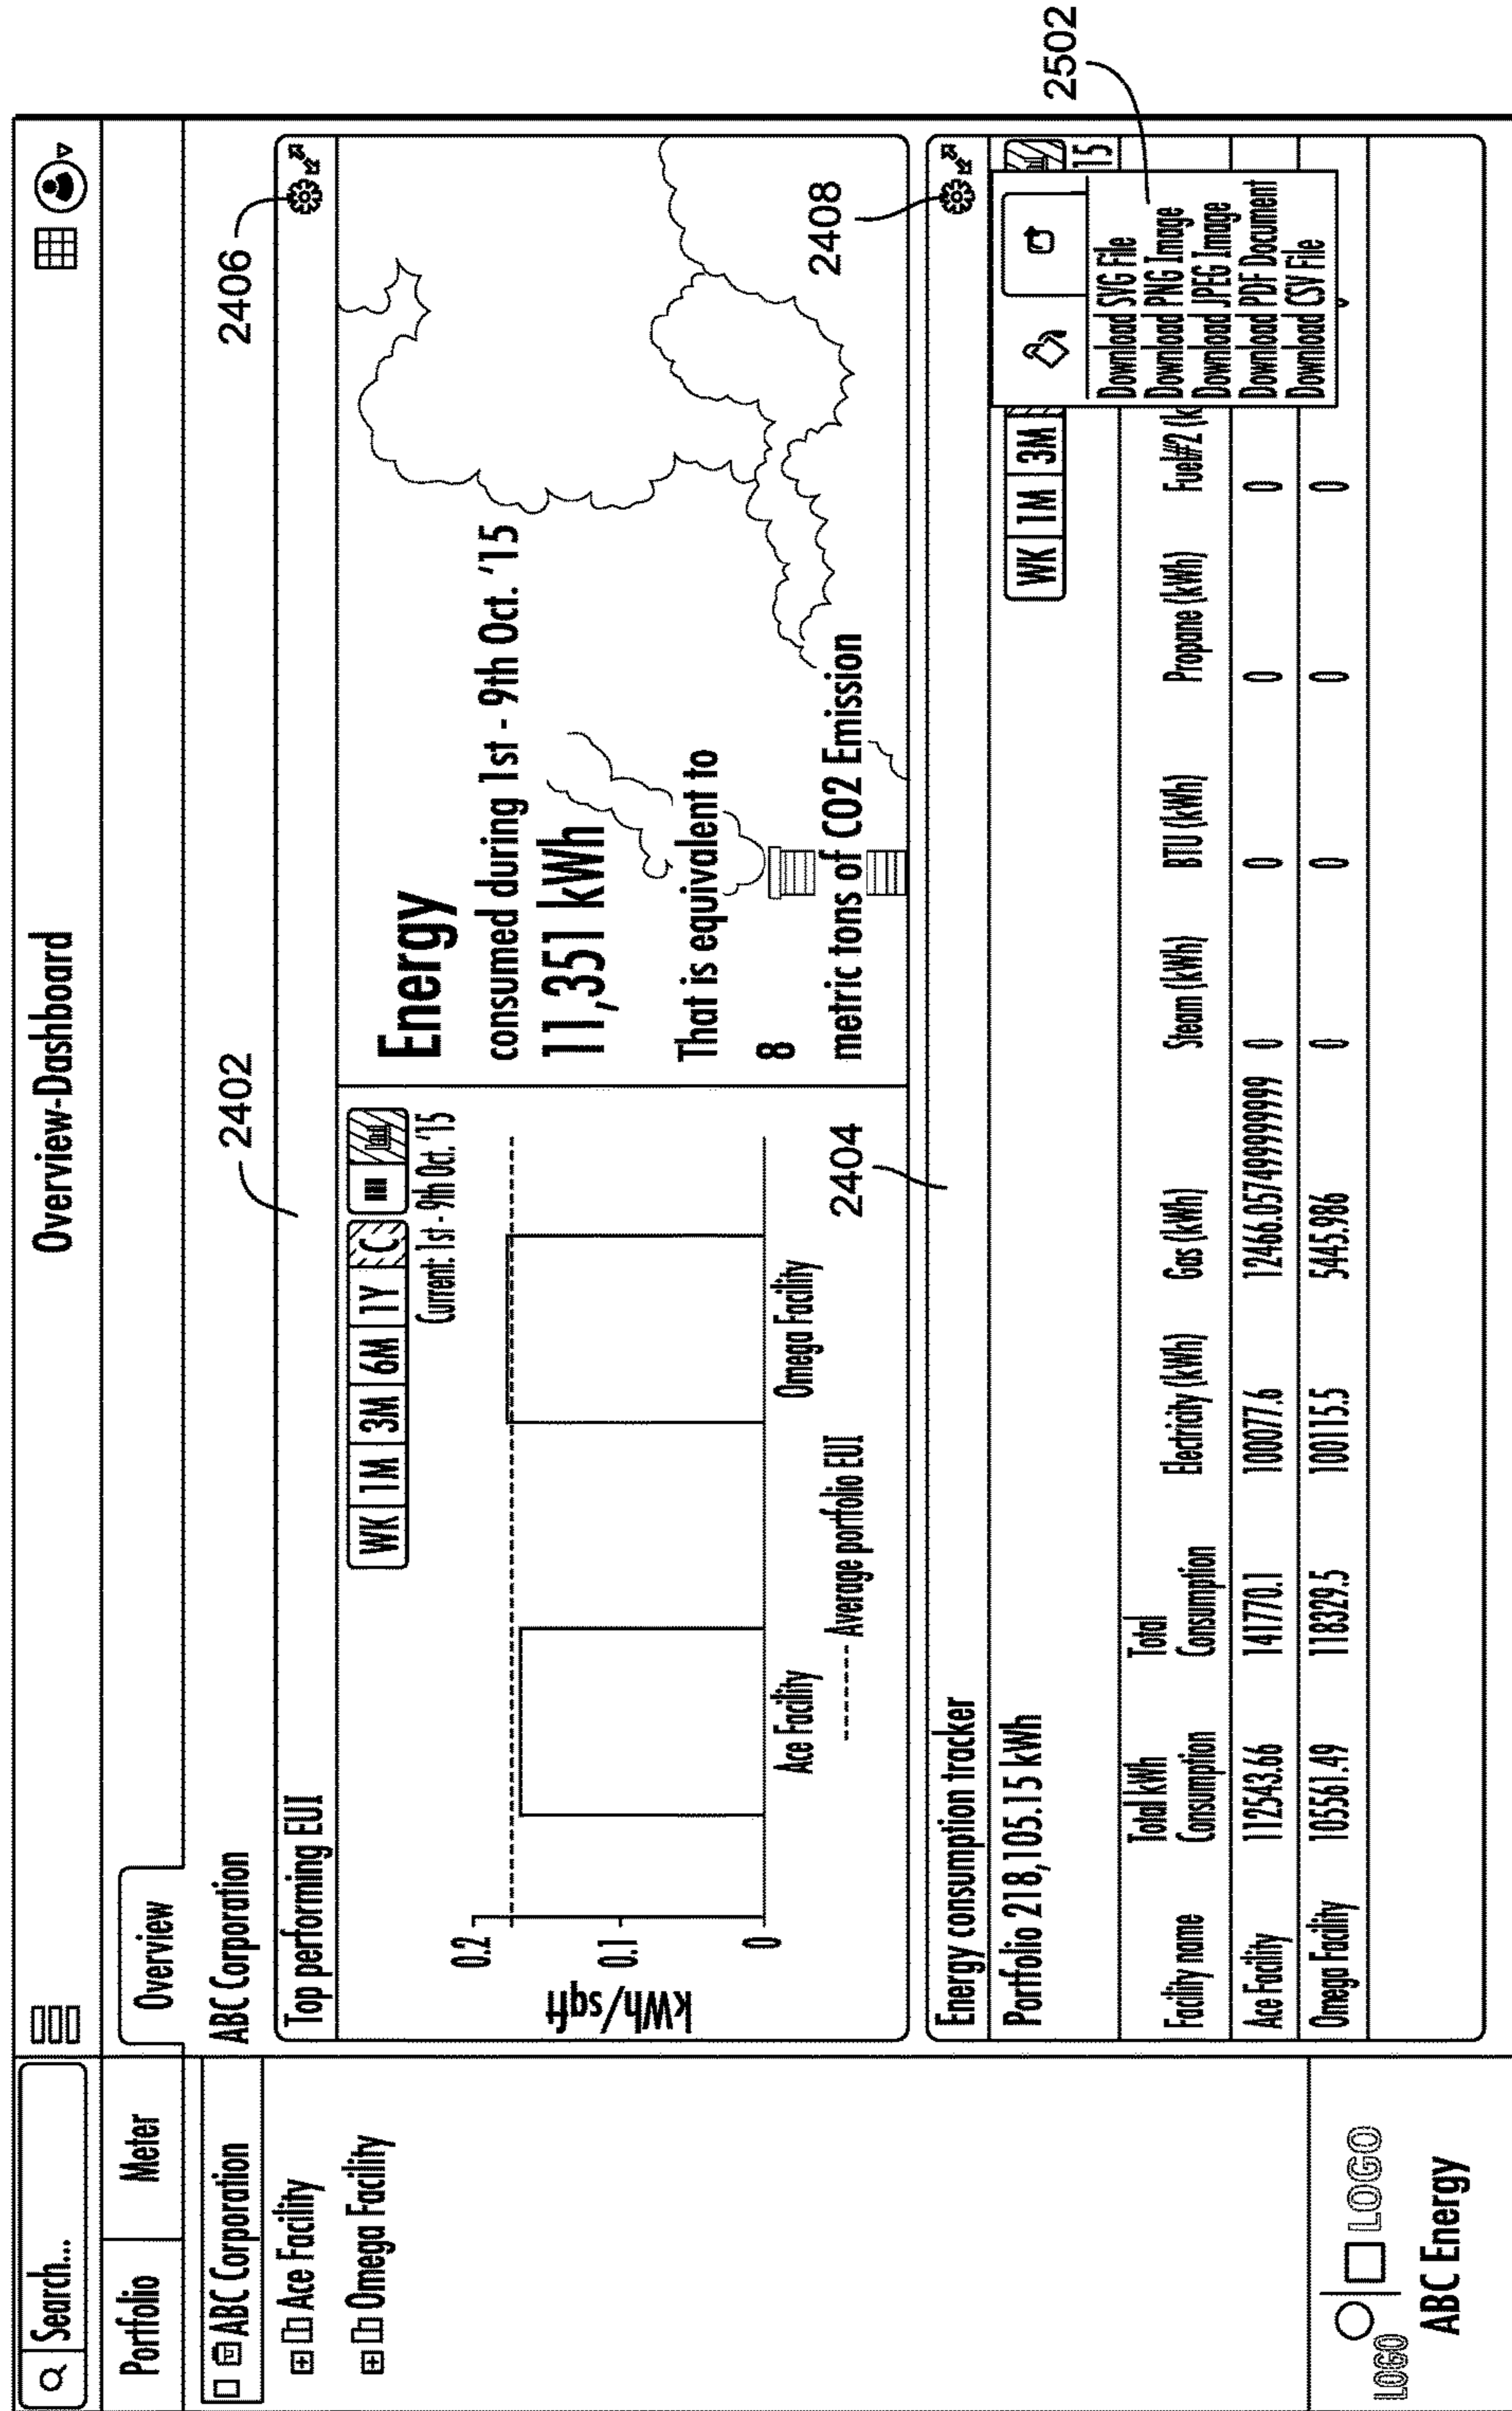 Overview-Dashboard
Search...
Portfolio Meter
Overview
ABC Corporation
Ace Facility
Omega Facility
ABC Corporation
2402
2406
Top performing EUI
WK 1M 3M 6M 1Y C
Current: 1st - 9th Oct. '15
kWh/sqft
0.2
0.1
0
Ace Facility
Omega Facility
Average portfolio EUI
Energy
consumed during 1st - 9th Oct. '15
11,351 kWh
That is equivalent to
8
metric tons of CO2 Emission
2404
2408
Energy consumption tracker
Portfolio 218,105.15 kWh
WK 1M 3M
15
2502
Download SVG File
Download PNG Image
Download JPEG Image
Download PDF Document
Download CSV File
Facility name Total kWh Consumption Total Consumption Electricity (kWh) Gas (kWh) Steam (kWh) BTU (kWh) Propane (kWh) Fuel#2 (k
Ace Facility 112543.66 141770.1 100077.6 12466.057499999999 0 0 0 0
Omega Facility 105561.49 118329.5 100115.5 5445.986 0 0 0 0
LOGO
LOGO
ABC Energy